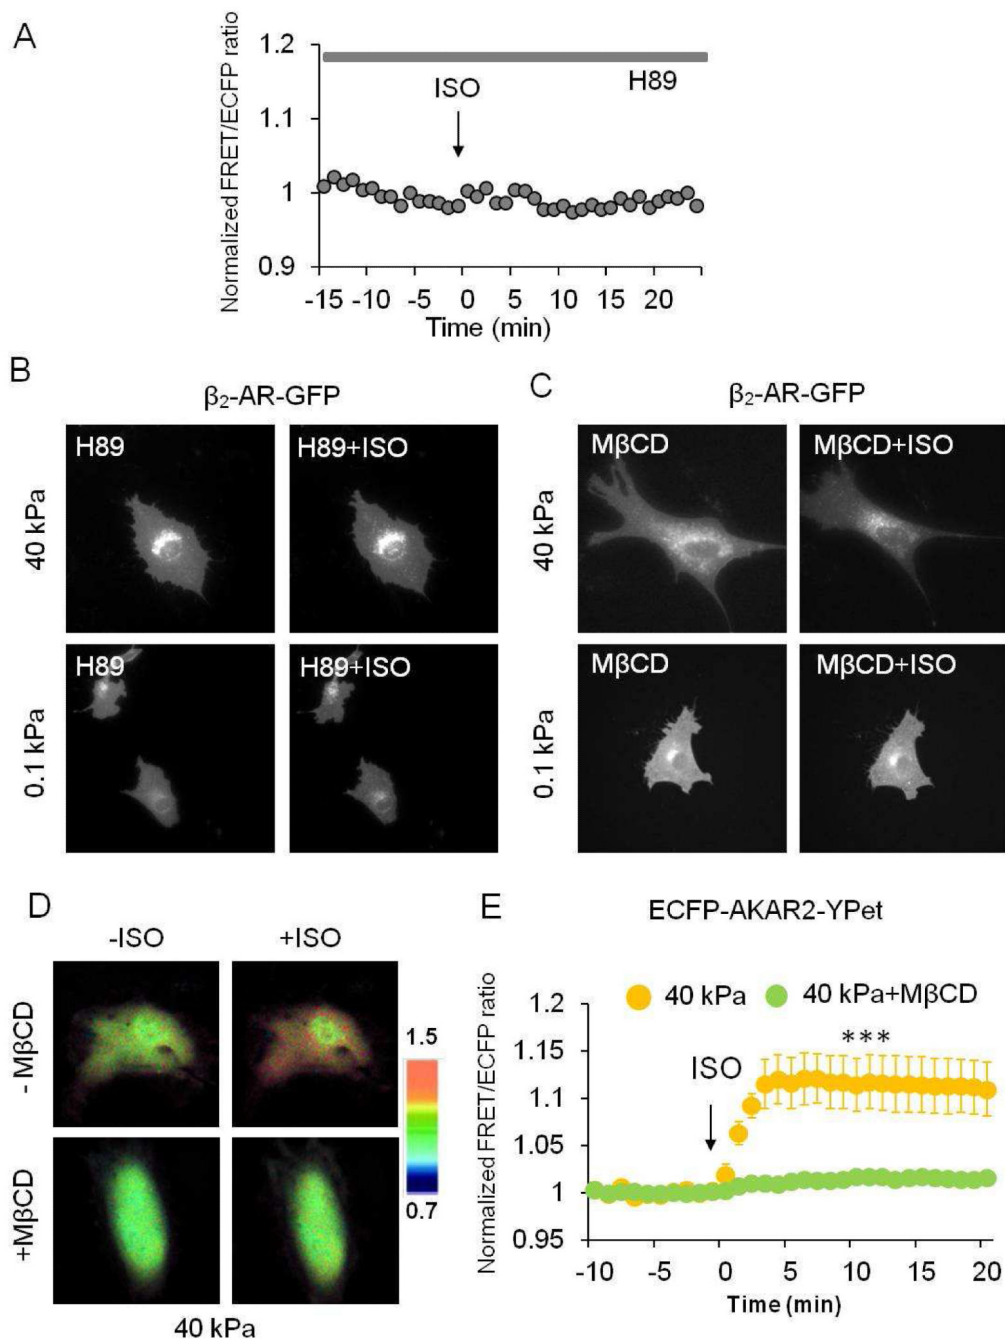 A
Normalized FRET/ECFP ratio
1.2
1.1
1
0.9
H89
ISO
-15 -10 -5 0 5 10 15 20
Time (min)
B
β₂-AR-GFP
40 kPa
H89
H89+ISO
0.1 kPa
H89
H89+ISO
C
β₂-AR-GFP
40 kPa
MβCD
MβCD+ISO
0.1 kPa
MβCD
MβCD+ISO
D
-ISO
+ISO
- MβCD
+MβCD
1.5
0.7
40 kPa
E
ECFP-AKAR2-YPet
Normalized FRET/ECFP ratio
1.2
1.15
1.1
1.05
1
0.95
40 kPa
40 kPa+MβCD
***
ISO
-10 -5 0 5 10 15 20
Time (min)